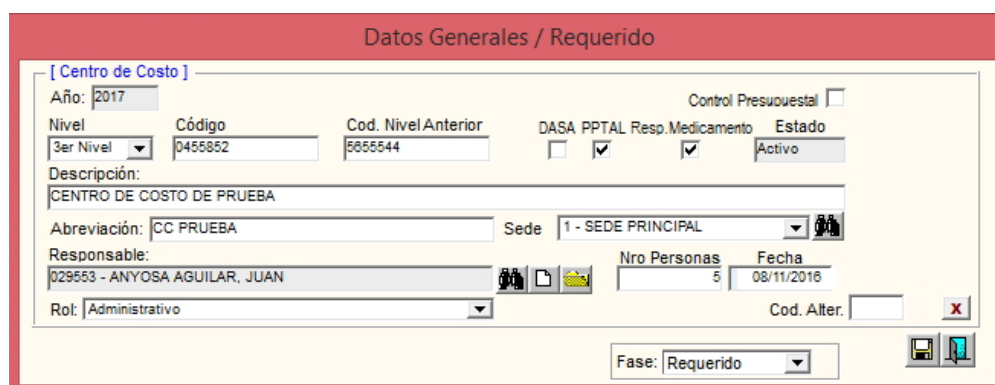 Datos Generales / Requerido
[ Centro de Costo ]
Año: 2017
Control Presupuestal
Nivel Código Cod. Nivel Anterior DASA PPTAL Resp.Medicamento Estado
3er Nivel 0455852 5655544 Activo
Descripción:
CENTRO DE COSTO DE PRUEBA
Abreviación: CC PRUEBA Sede 1 - SEDE PRINCIPAL
Responsable: Nro Personas Fecha
029553 - ANYOSA AGUILAR, JUAN 5 08/11/2016
Rol: Administrativo Cod. Alter. x
Fase: Requerido